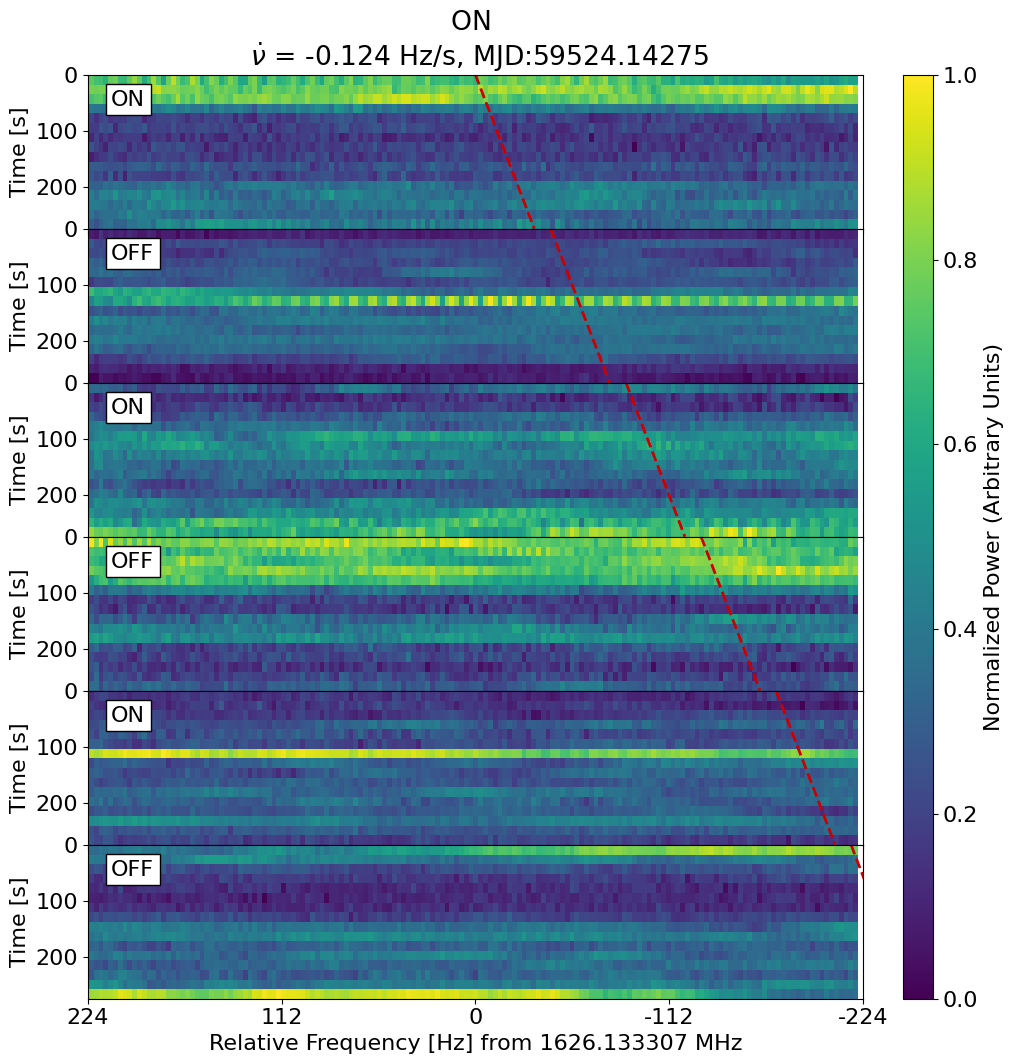 ON
ν̇ = -0.124 Hz/s, MJD:59524.14275
0
ON
100
200
Time [s]
0
OFF
100
200
Time [s]
0
ON
100
200
Time [s]
0
OFF
100
200
Time [s]
0
ON
100
200
Time [s]
0
OFF
100
200
Time [s]
224 112 0 -112 -224
Relative Frequency [Hz] from 1626.133307 MHz
1.0
0.8
0.6
0.4
0.2
0.0
Normalized Power (Arbitrary Units)